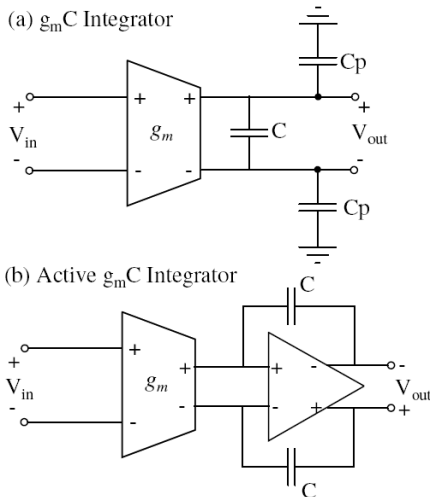 (a) gmC Integrator
Cp
+ + +
Vin gm C Vout
- - -
Cp
(b) Active gmC Integrator
C
+ + + + - -
Vin gm Vout
- - - - + +
C